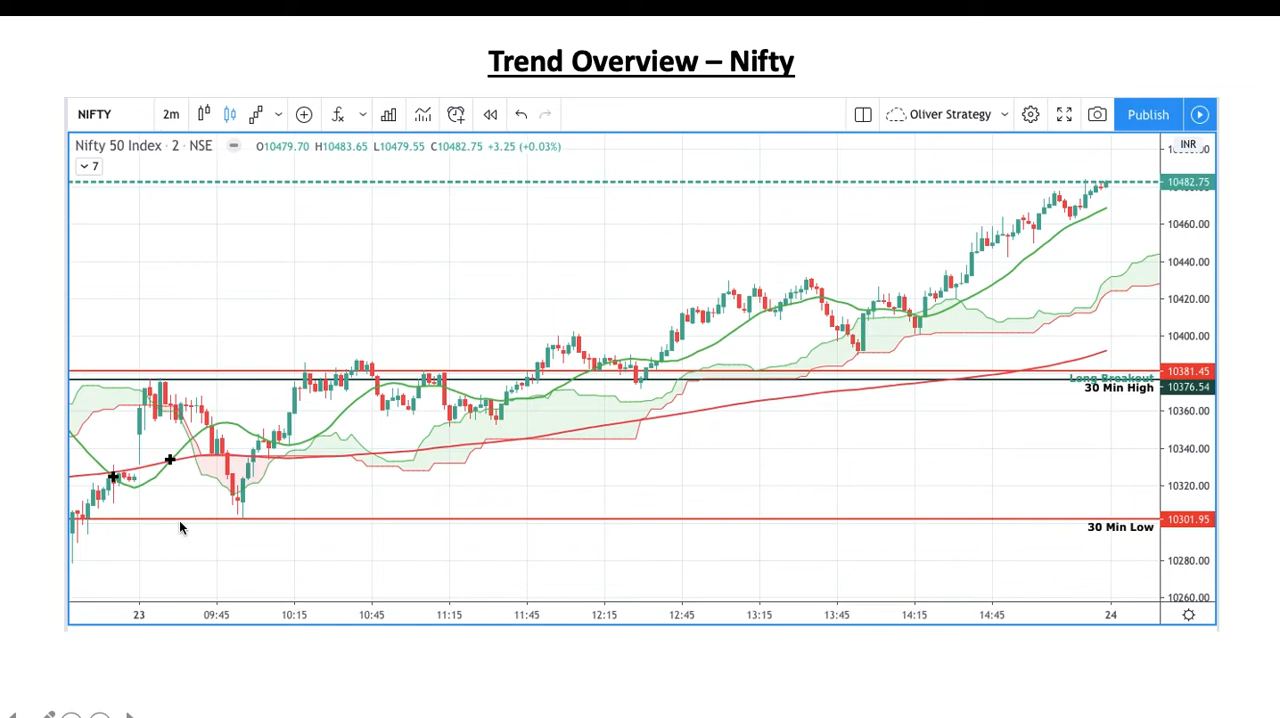 Trend Overview – Nifty
NIFTY 2m Oliver Strategy Publish
Nifty 50 Index · 2 · NSE O10479.70 H10483.65 L10479.55 C10482.75 +3.25 (+0.03%)
INR
7
10482.75
10460.00
10440.00
10420.00
10400.00
10381.45
Long Breakout
30 Min High 10376.54
10360.00
10340.00
10320.00
10301.95
30 Min Low
10280.00
10260.00
23 09:45 10:15 10:45 11:15 11:45 12:15 12:45 13:15 13:45 14:15 14:45 24